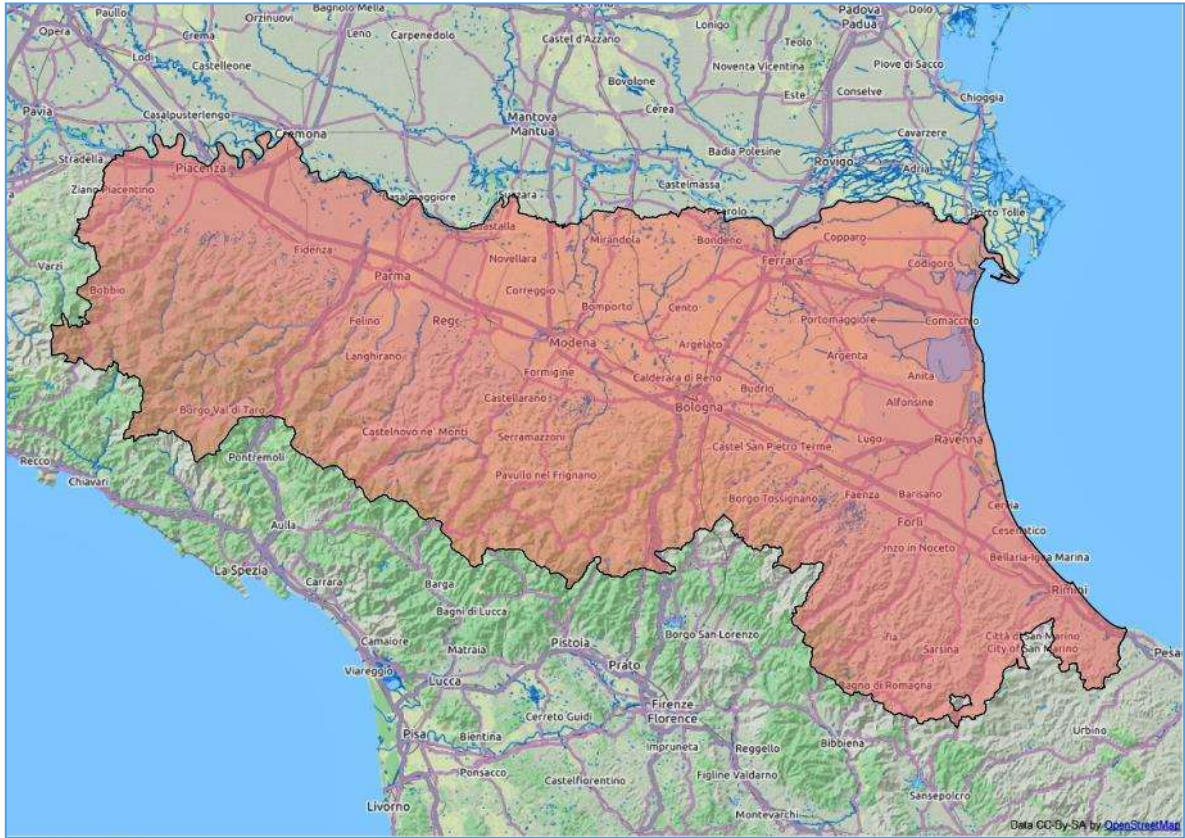 Paullo
Orzinuovi
Bagnolo Mella
Padova
Padua
Dolo
Opera
Crema
Leno
Carpenedolo
Castel d'Azzano
Lonigo
Teolo
Lodi
Castelleone
Noventa Vicentina
Piove di Sacco
Bovolone
Este
Conselve
Pavia
Casalpusterlengo
Cerea
Chioggia
Mantova
Mantua
Cavarzere
Stradella
Piacenza
Badia Polesine
Rovigo
Adria
Ziano Piacentino
Castelmassa
Porto Tolle
Guastalla
Mirandola
Bondeno
Copparo
Fidenza
Novellara
Ferrara
Codigoro
Varzi
Parma
Bobbio
Correggio
Bomporto
Cento
Portomaggiore
Comacchio
Felino
Modena
Argelato
Argenta
Langhirano
Formigine
Calderara di Reno
Anita
Castellarano
Budrio
Bologna
Alfonsine
Borgo Val di Taro
Castelnovo ne' Monti
Serramazzoni
Castel San Pietro Terme
Lugo
Ravenna
Recco
Pontremoli
Pavullo nel Frignano
Chiavari
Borgo Tossignano
Faenza
Barisano
Aulla
Forlì
Cesenatico
Bellaria-Igea Marina
La Spezia
Carrara
Barga
Rimini
Bagni di Lucca
Camaiore
Matraia
Pistoia
Borgo San Lorenzo
Sarsina
Città di San Marino
City of San Marino
Viareggio
Lucca
Prato
Bagno di Romagna
Cerreto Guidi
Firenze
Florence
Pisa
Bientina
Impruneta
Reggello
Bibbiena
Urbino
Ponsacco
Castelfiorentino
Figline Valdarno
Sansepolcro
Livorno
Montevarchi
Data CC-By-SA by OpenStreetMap